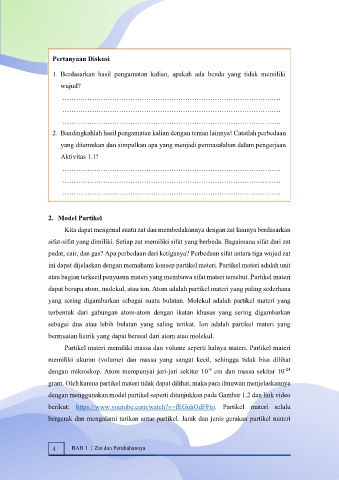 Pertanyaan Diskusi
1. Berdasarkan hasil pengamatan kalian, apakah ada benda yang tidak memiliki
wujud?
2. Bandingkahlah hasil pengamatan kalian dengan teman lainnya! Catatlah perbedaan
yang ditemukan dan simpulkan apa yang menjadi permasalahan dalam pengerjaan
Aktivitas 1.1!
2. Model Partikel
Kita dapat mengenal suatu zat dan membedakannya dengan zat lainnya berdasarkan
sifat-sifat yang dimiliki. Setiap zat memiliki sifat yang berbeda. Bagaimana sifat dari zat
padat, cair, dan gas? Apa perbedaan dari ketiganya? Perbedaan sifat antara tiga wujud zat
ini dapat dijelaskan dengan memahami konsep partikel materi. Partikel materi adalah unit
atau bagian terkecil penyusun materi yang membawa sifat materi tersebut. Partikel materi
dapat berupa atom, molekul, atau ion. Atom adalah partikel materi yang paling sederhana
yang sering digambarkan sebagai suatu bulatan. Molekul adalah partikel materi yang
terbentuk dari gabungan atom-atom dengan ikatan khusus yang sering digambarkan
sebagai dua atau lebih bulatan yang saling terikat. Ion adalah partikel materi yang
bermuatan listrik yang dapat berasal dari atom atau molekul.
Partikel materi memiliki massa dan volume seperti halnya materi. Partikel materi
memiliki ukuran (volume) dan massa yang sangat kecil, sehingga tidak bisa dilihat
dengan mikroskop. Atom mempunyai jari-jari sekitar 10⁻⁸ cm dan massa sekitar 10⁻²⁴
gram. Oleh karena partikel materi tidak dapat dilihat, maka para ilmuwan menjelaskannya
dengan menggunakan model partikel seperti ditunjukkan pada Gambar 1.2 dan link video
berikut: Partikel materi selalu
bergerak dan mengalami tarikan antar partikel. Jarak dan jenis gerakan partikel materi
4 BAB 1 | Zat dan Perubahannya